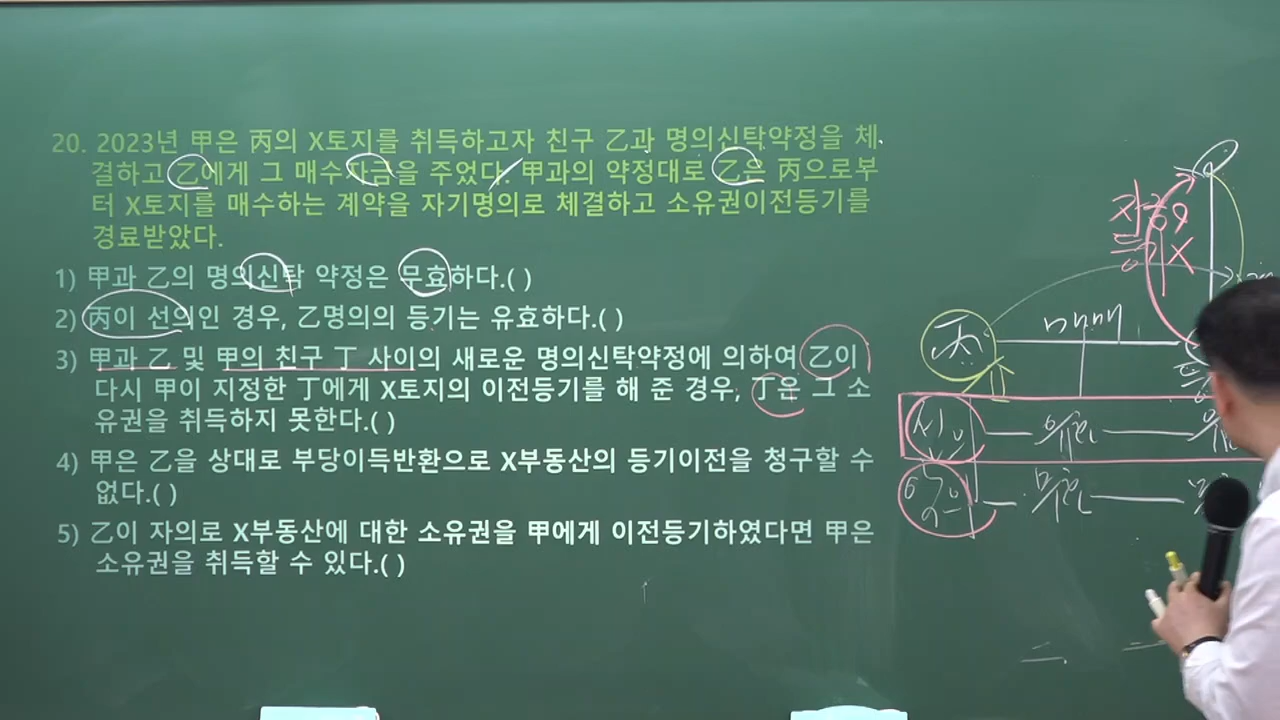 20. 2023년 甲은 丙의 X토지를 취득하고자 친구 乙과 명의신탁약정을 체
결하고 乙에게 그 매수자금을 주었다. 甲과의 약정대로 乙은 丙으로부
터 X토지를 매수하는 계약을 자기명의로 체결하고 소유권이전등기를
경료받았다.
1) 甲과 乙의 명의신탁 약정은 무효하다.( )
2) 丙이 선의인 경우, 乙명의의 등기는 유효하다.( )
3) 甲과 乙 및 甲의 친구 丁 사이의 새로운 명의신탁약정에 의하여 乙이
다시 甲이 지정한 丁에게 X토지의 이전등기를 해 준 경우, 丁은 그 소
유권을 취득하지 못한다.( )
4) 甲은 乙을 상대로 부당이득반환으로 X부동산의 등기이전을 청구할 수
없다.( )
5) 乙이 자의로 X부동산에 대한 소유권을 甲에게 이전등기하였다면 甲은
소유권을 취득할 수 있다.( )
丙
매매